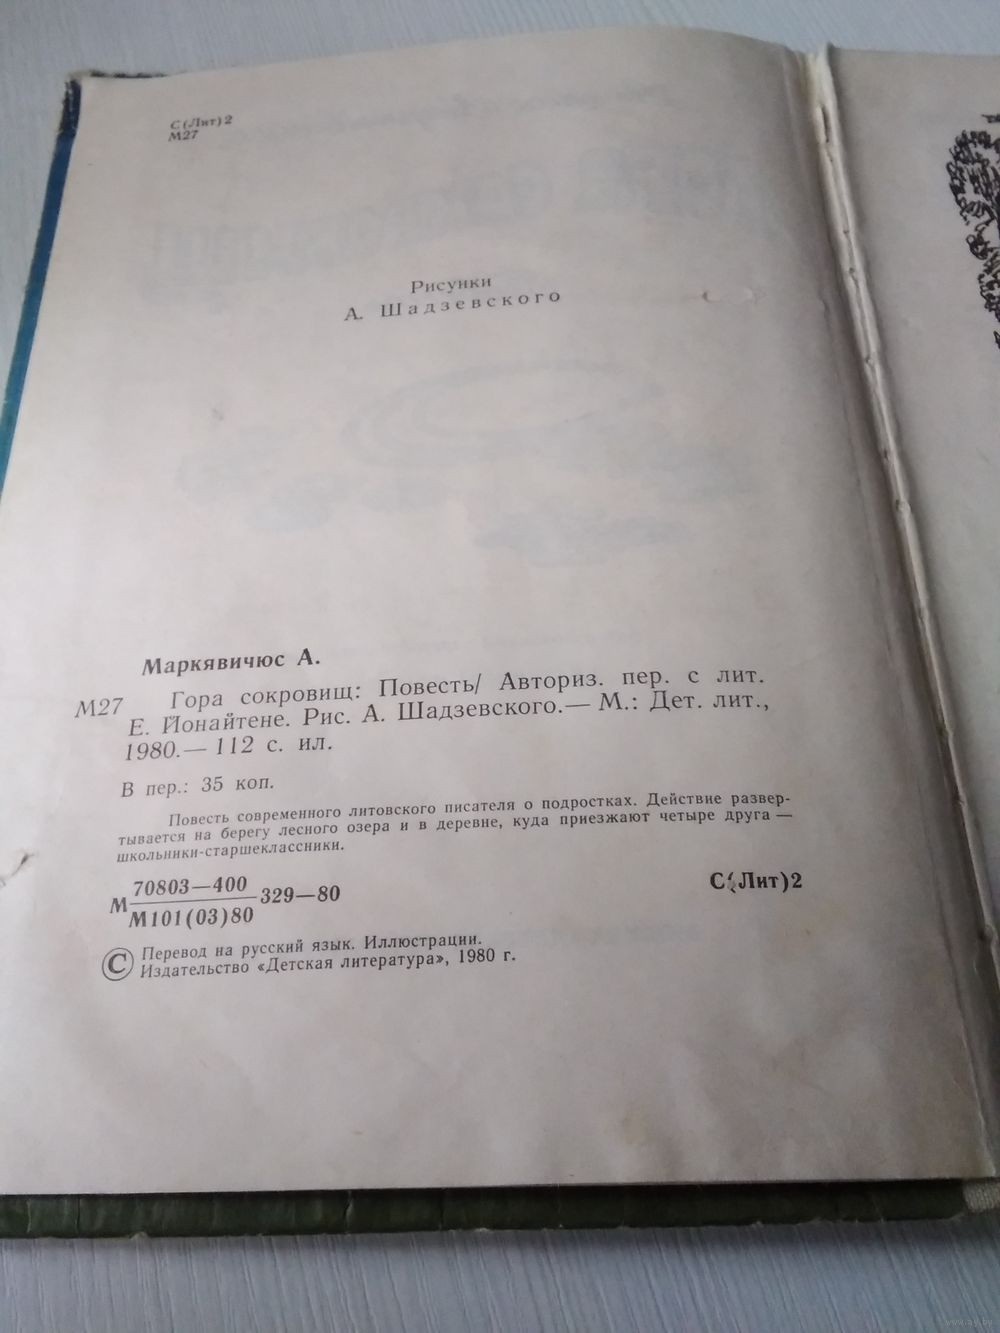 С(Лит)2
М27
Рисунки
А. Шадзевского
Маркявичюс А.
М27 Гора сокровищ: Повесть/ Авториз. пер. с лит.
Е. Йонайтене. Рис. А. Шадзевского.— М.: Дет. лит.,
1980.— 112 с. ил.
В пер.: 35 коп.
Повесть современного литовского писателя о подростках. Действие развер-
тывается на берегу лесного озера и в деревне, куда приезжают четыре друга —
школьники-старшеклассники.
М 70803—400 329—80
М101(03)80
С(Лит)2
© Перевод на русский язык. Иллюстрации.
Издательство «Детская литература», 1980 г.
www.ay.by